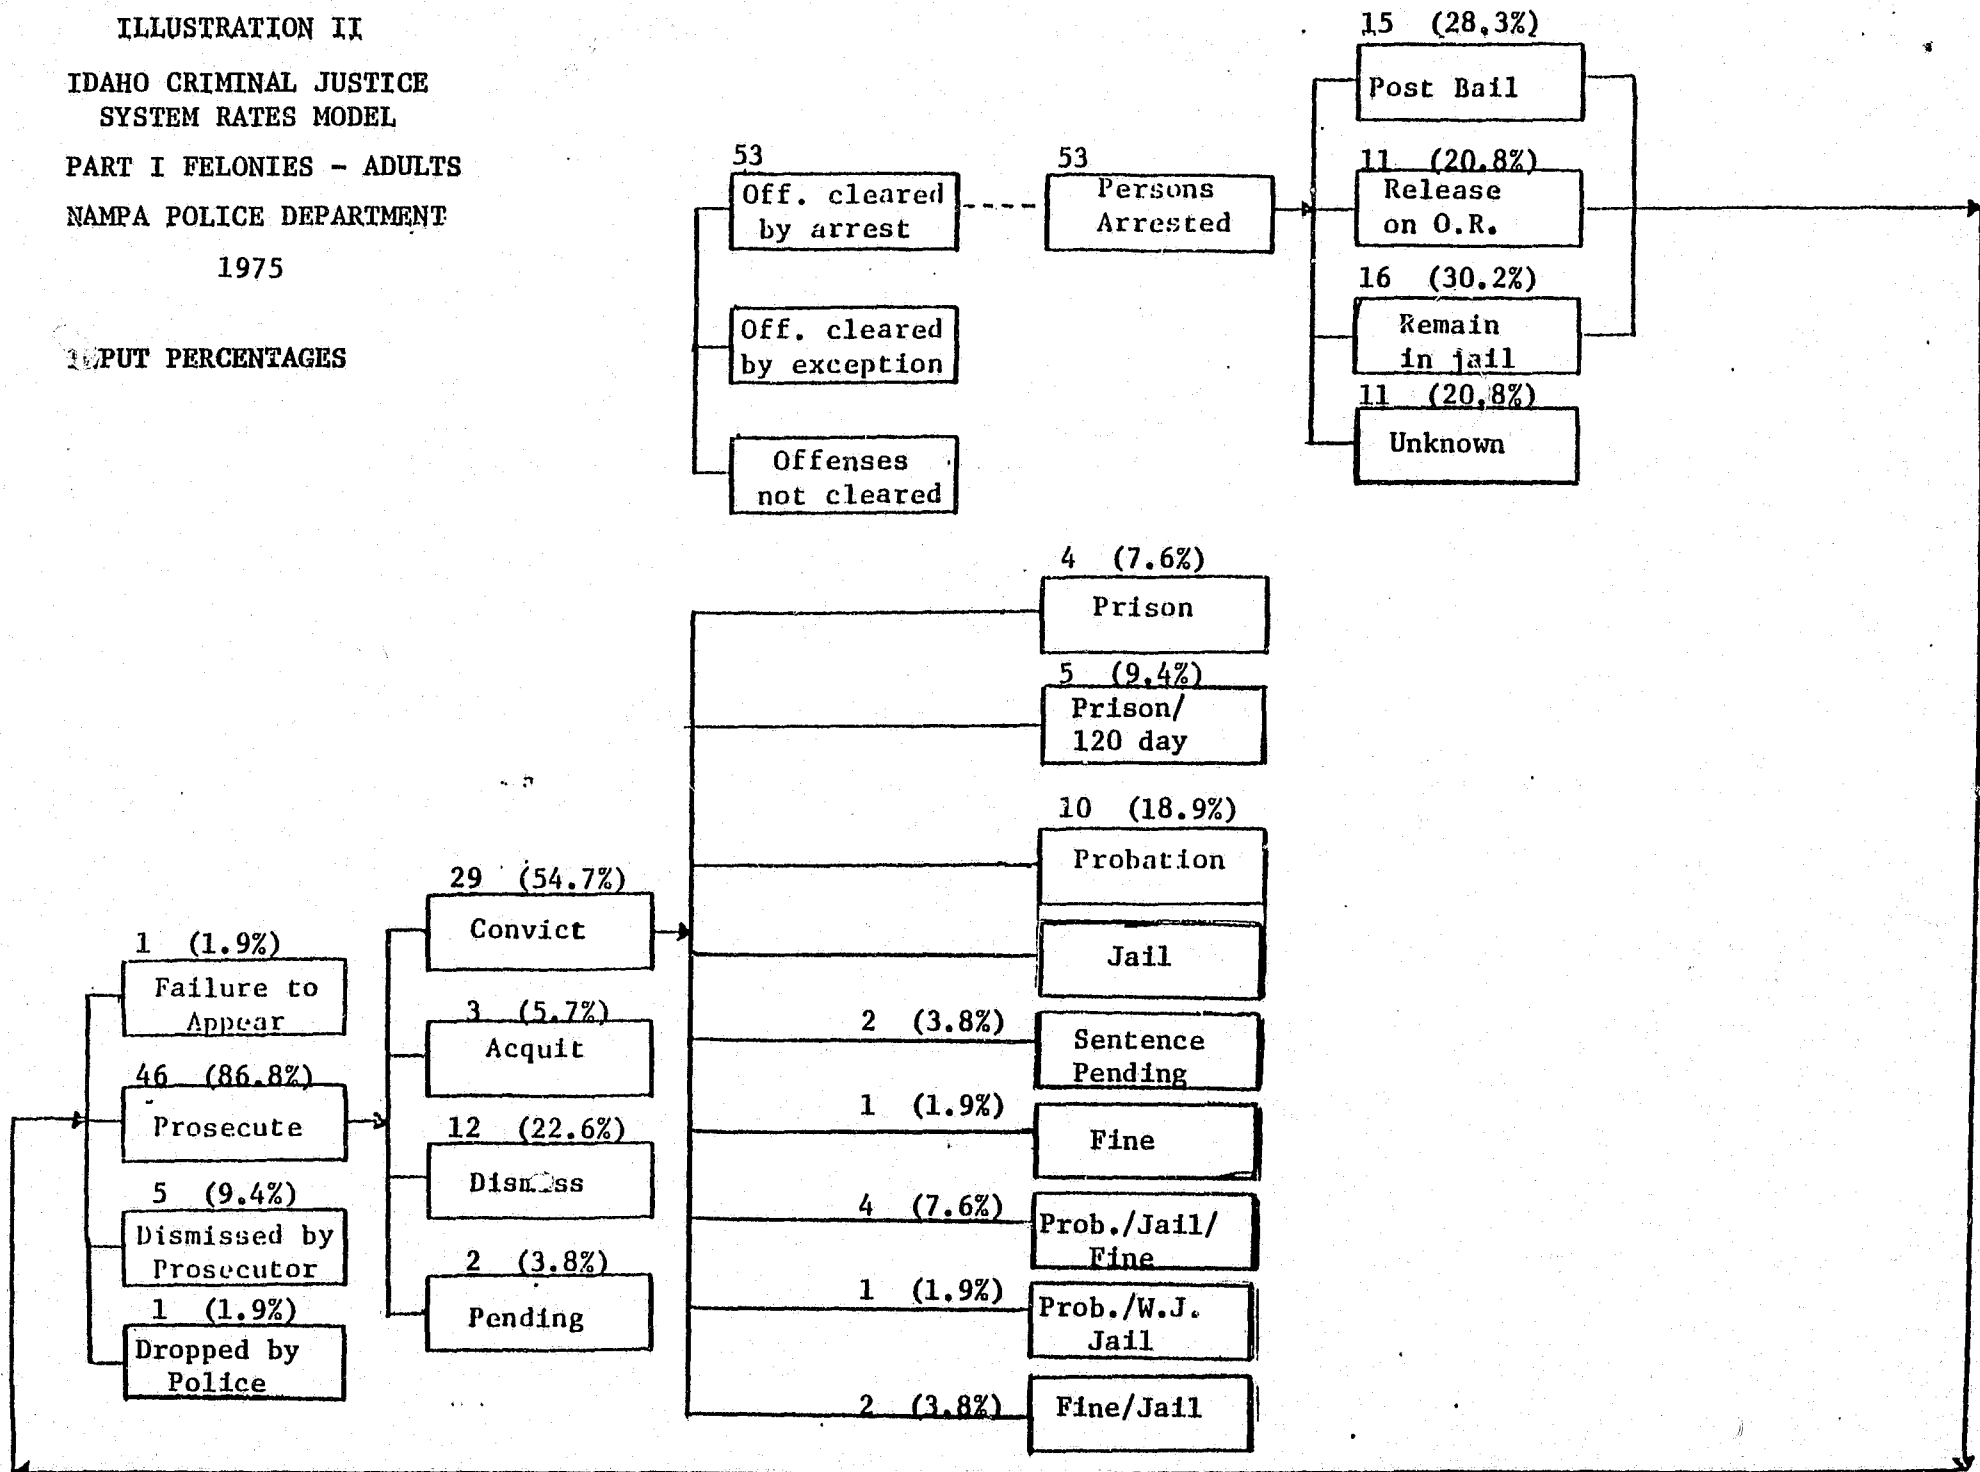 ILLUSTRATION II
IDAHO CRIMINAL JUSTICE
SYSTEM RATES MODEL
PART I FELONIES - ADULTS
NAMPA POLICE DEPARTMENT
1975
PERCENTAGES
53
Off. cleared
by arrest
Off. cleared
by exception
Offenses
not cleared
53
Persons
Arrested
15 (28.3%)
Post Bail
11 (20.8%)
Release
on O.R.
16 (30.2%)
Remain
in jail
11 (20.8%)
Unknown
1 (1.9%)
Failure to
Appear
46 (86.8%)
Prosecute
5 (9.4%)
Dismissed by
Prosecutor
1 (1.9%)
Dropped by
Police
29 (54.7%)
Convict
3 (5.7%)
Acquit
12 (22.6%)
Dismiss
2 (3.8%)
Pending
4 (7.6%)
Prison
5 (9.4%)
Prison/
120 day
10 (18.9%)
Probation
Jail
2 (3.8%)
Sentence
Pending
1 (1.9%)
Fine
4 (7.6%)
Prob./Jail/
Fine
1 (1.9%)
Prob./W.J.
Jail
2 (3.8%)
Fine/Jail